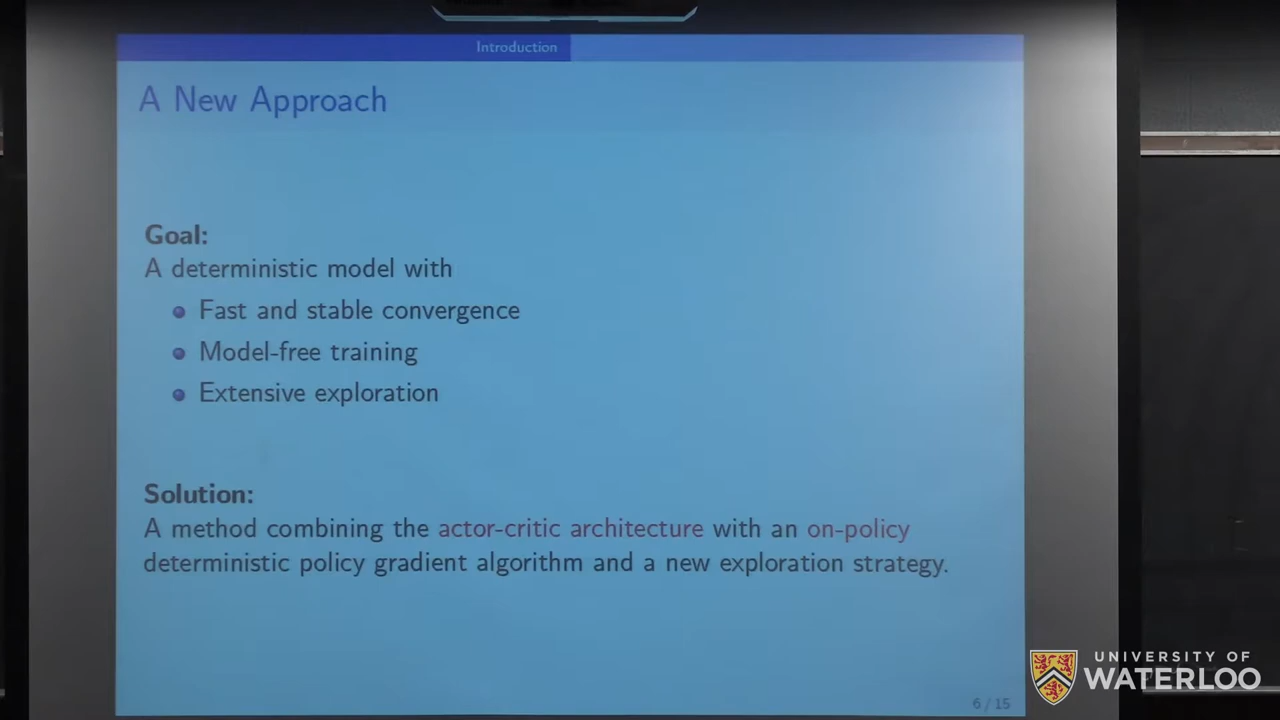 Introduction
A New Approach
Goal:
A deterministic model with
Fast and stable convergence
Model-free training
Extensive exploration
Solution:
A method combining the actor-critic architecture with an on-policy
deterministic policy gradient algorithm and a new exploration strategy.
6 / 15
UNIVERSITY OF
WATERLOO